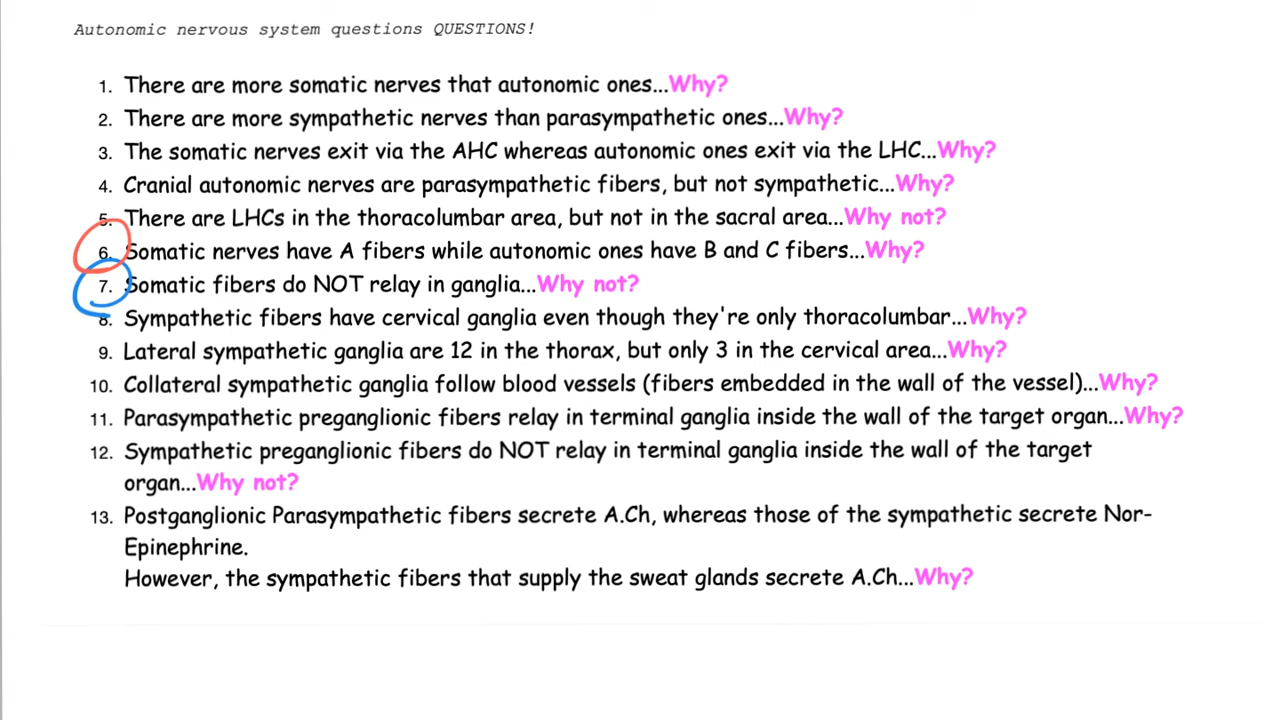 Autonomic nervous system questions QUESTIONS!
1. There are more somatic nerves that autonomic ones...Why?
2. There are more sympathetic nerves than parasympathetic ones...Why?
3. The somatic nerves exit via the AHC whereas autonomic ones exit via the LHC...Why?
4. Cranial autonomic nerves are parasympathetic fibers, but not sympathetic...Why?
5. There are LHCs in the thoracolumbar area, but not in the sacral area...Why not?
6. Somatic nerves have A fibers while autonomic ones have B and C fibers...Why?
7. Somatic fibers do NOT relay in ganglia...Why not?
8. Sympathetic fibers have cervical ganglia even though they're only thoracolumbar...Why?
9. Lateral sympathetic ganglia are 12 in the thorax, but only 3 in the cervical area...Why?
10. Collateral sympathetic ganglia follow blood vessels (fibers embedded in the wall of the vessel)...Why?
11. Parasympathetic preganglionic fibers relay in terminal ganglia inside the wall of the target organ...Why?
12. Sympathetic preganglionic fibers do NOT relay in terminal ganglia inside the wall of the target
organ...Why not?
13. Postganglionic Parasympathetic fibers secrete A.Ch, whereas those of the sympathetic secrete Nor-
Epinephrine.
However, the sympathetic fibers that supply the sweat glands secrete A.Ch...Why?